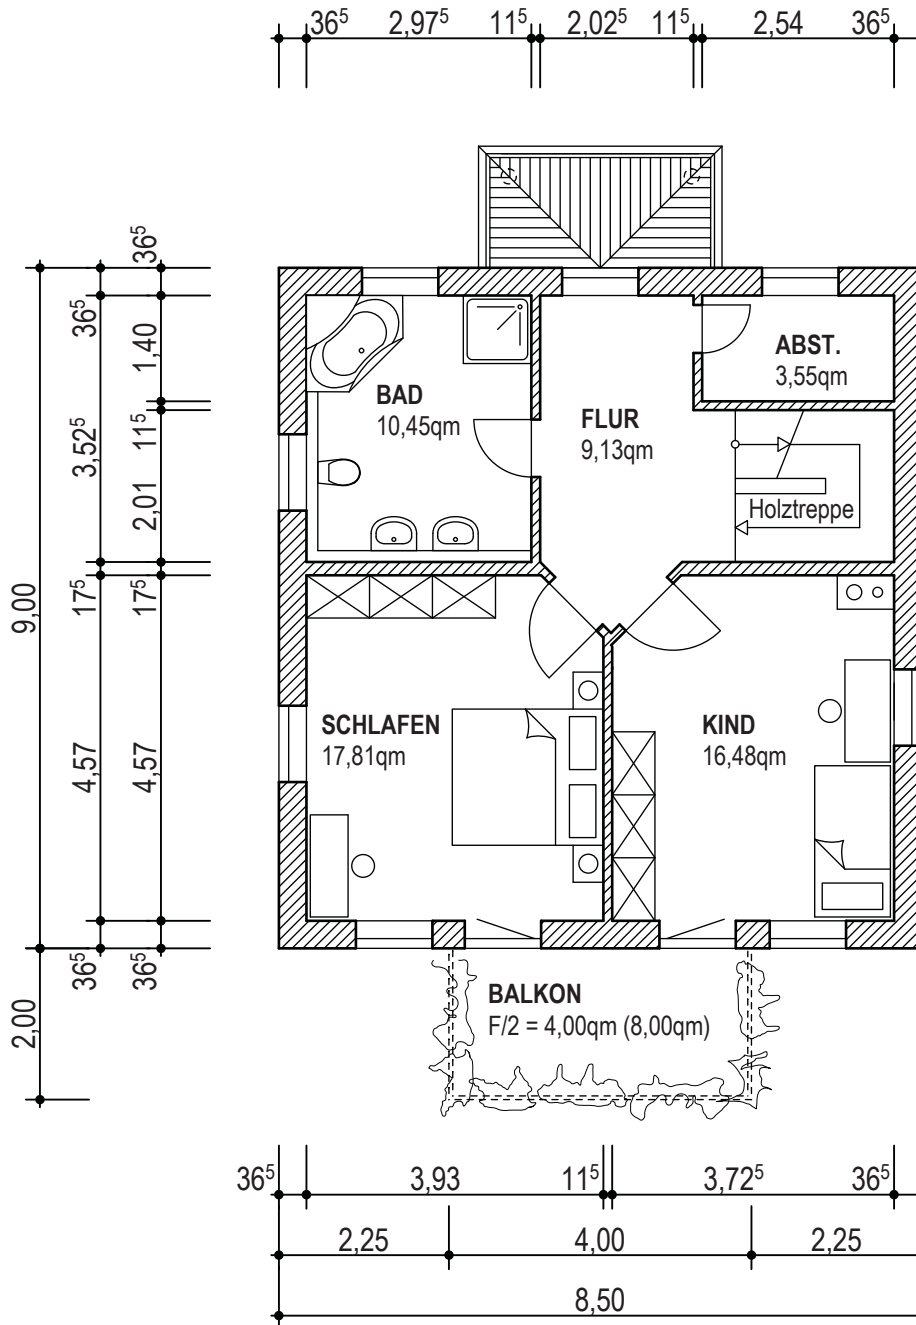 36⁵ 2,97⁵ 11⁵ 2,02⁵ 11⁵ 2,54 36⁵
36⁵
36⁵
1,40
3,52⁵
11⁵
2,01
17⁵
17⁵
9,00
4,57
4,57
36⁵
36⁵
2,00
BAD
10,45qm
FLUR
9,13qm
ABST.
3,55qm
Holztreppe
SCHLAFEN
17,81qm
KIND
16,48qm
BALKON
F/2 = 4,00qm (8,00qm)
36⁵ 3,93 11⁵ 3,72⁵ 36⁵
2,25 4,00 2,25
8,50